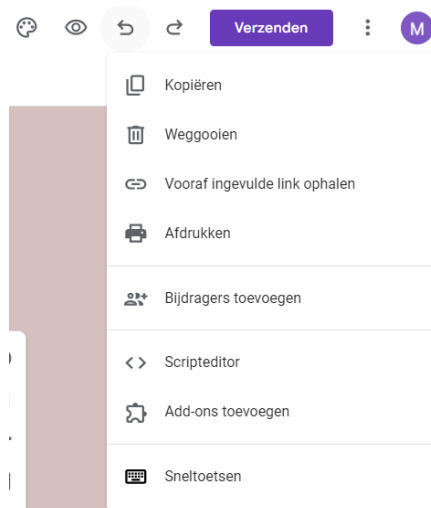 Verzenden
M
Kopiëren
Weggooien
Vooraf ingevulde link ophalen
Afdrukken
Bijdragers toevoegen
Scripteditor
Add-ons toevoegen
Sneltoetsen